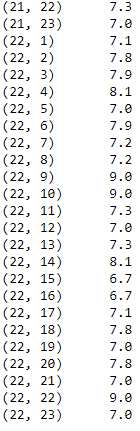 (21, 22) 7.3
(21, 23) 7.0
(22, 1) 7.1
(22, 2) 7.8
(22, 3) 7.9
(22, 4) 8.1
(22, 5) 7.0
(22, 6) 7.9
(22, 7) 7.2
(22, 8) 7.2
(22, 9) 9.0
(22, 10) 9.0
(22, 11) 7.3
(22, 12) 7.0
(22, 13) 7.3
(22, 14) 8.1
(22, 15) 6.7
(22, 16) 6.7
(22, 17) 7.1
(22, 18) 7.8
(22, 19) 7.0
(22, 20) 7.8
(22, 21) 7.0
(22, 22) 9.0
(22, 23) 7.0